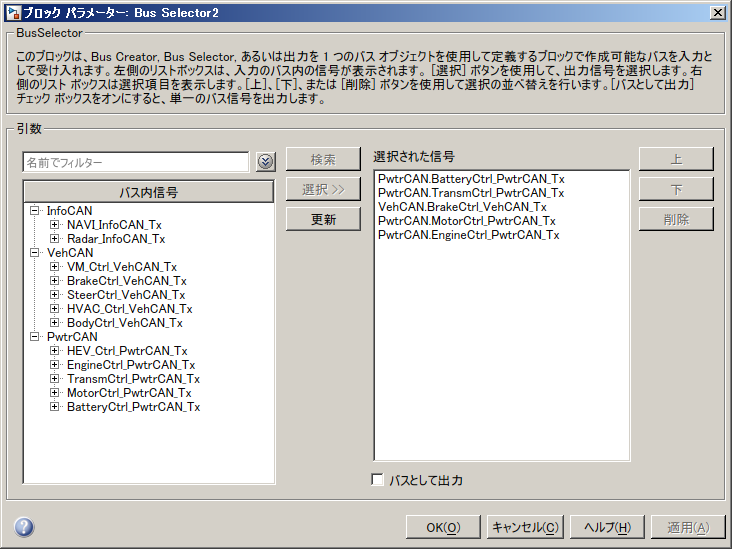 ブロック パラメーター: Bus Selector2
BusSelector
このブロックは、Bus Creator, Bus Selector, あるいは出力を 1 つのバス オブジェクトを使用して定義するブロックで作成可能なバスを入力と
して受け入れます。左側のリストボックスは、入力のバス内の信号が表示されます。 [選択] ボタンを使用して、出力信号を選択します。右
側のリスト ボックスは選択項目を表示します。[上]、[下]、または [削除] ボタンを使用して選択の並べ替えを行います。[バスとして出力]
チェック ボックスをオンにすると、単一のバス信号を出力します。
引数
名前でフィルター
検索
選択 >>
更新
バス内信号
InfoCAN
NAVI_InfoCAN_Tx
Radar_InfoCAN_Tx
VehCAN
VM_Ctrl_VehCAN_Tx
BrakeCtrl_VehCAN_Tx
SteerCtrl_VehCAN_Tx
HVAC_Ctrl_VehCAN_Tx
BodyCtrl_VehCAN_Tx
PwtrCAN
HEV_Ctrl_PwtrCAN_Tx
EngineCtrl_PwtrCAN_Tx
TransmCtrl_PwtrCAN_Tx
MotorCtrl_PwtrCAN_Tx
BatteryCtrl_PwtrCAN_Tx
選択された信号
PwtrCAN.BatteryCtrl_PwtrCAN_Tx
PwtrCAN.TransmCtrl_PwtrCAN_Tx
VehCAN.BrakeCtrl_VehCAN_Tx
PwtrCAN.MotorCtrl_PwtrCAN_Tx
PwtrCAN.EngineCtrl_PwtrCAN_Tx
上
下
削除
バスとして出力
OK(O)
キャンセル(C)
ヘルプ(H)
適用(A)